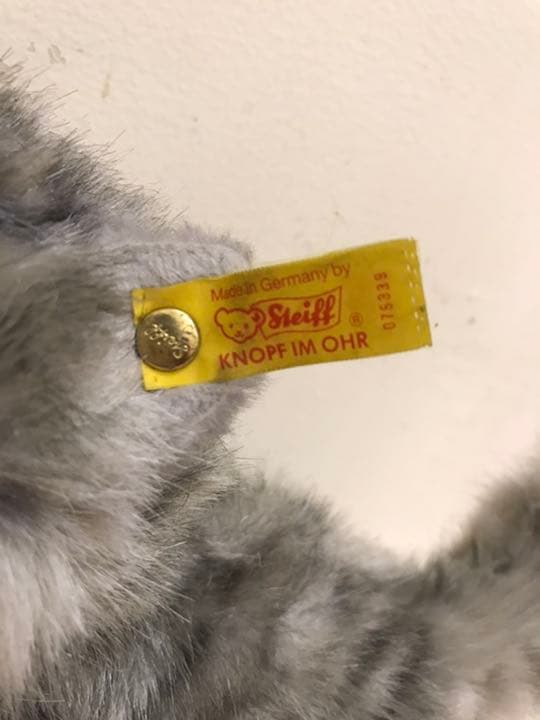 Made in Germany by
Steiff ®
KNOPF IM OHR
075339